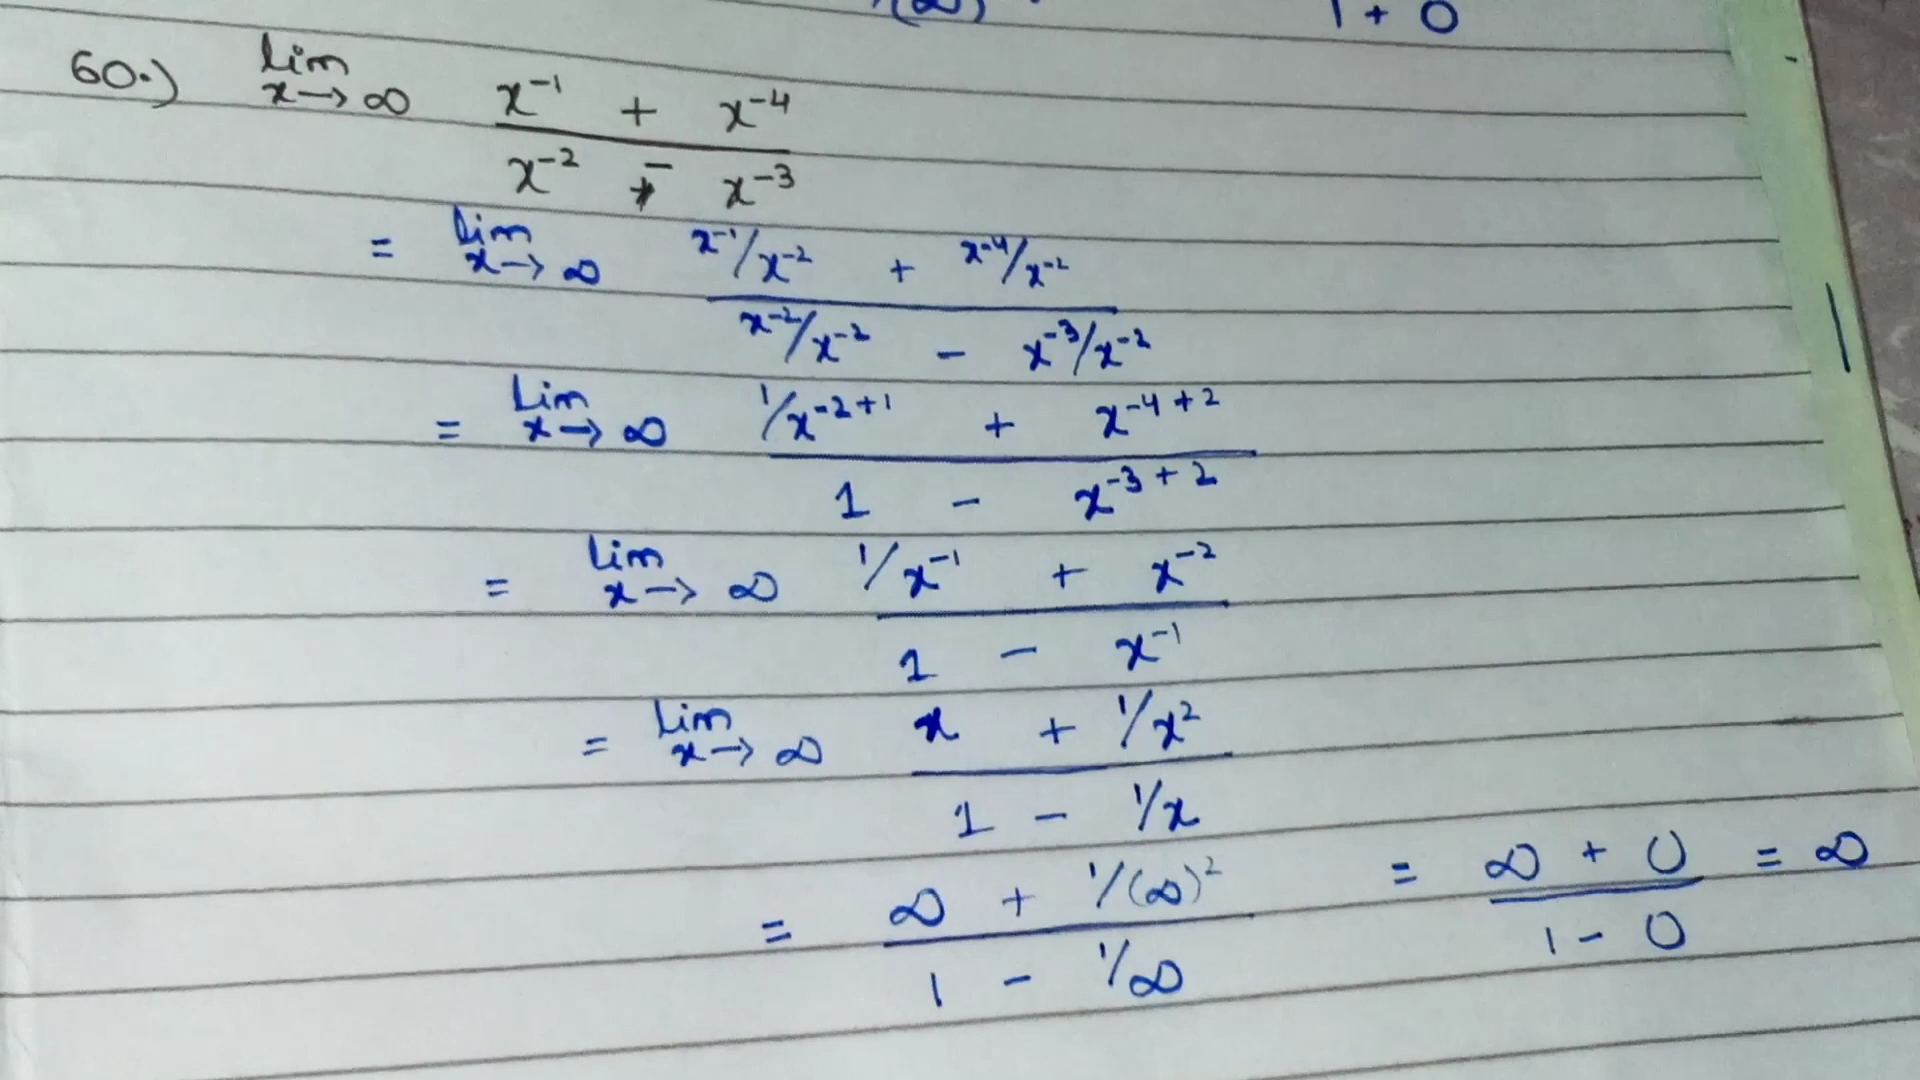 1 + 0
60.) lim x→∞ (x⁻¹ + x⁻⁴)/(x⁻² - x⁻³)
= lim x→∞ (x⁻¹/x⁻² + x⁻⁴/x⁻²)/(x⁻²/x⁻² - x⁻³/x⁻²)
= Lim x→∞ (1/x⁻²⁺¹ + x⁻⁴⁺²)/(1 - x⁻³⁺²)
= lim x→∞ (1/x⁻¹ + x⁻²)/(1 - x⁻¹)
= Lim x→∞ (x + 1/x²)/(1 - 1/x)
= (∞ + 1/(∞)²)/(1 - 1/∞) = (∞ + 0)/(1 - 0) = ∞